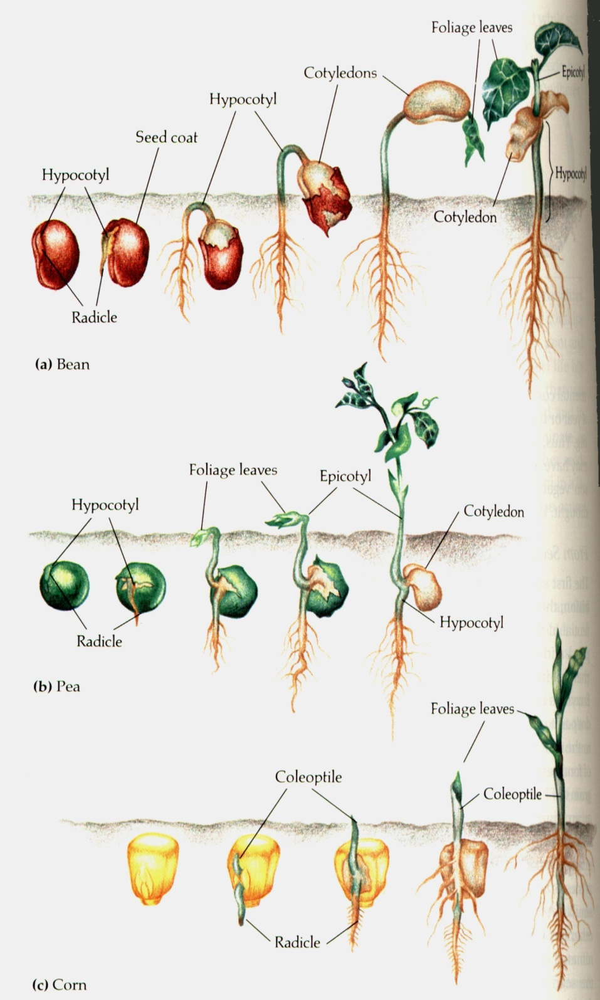 Foliage leaves
Cotyledons
Epicotyl
Hypocotyl
Seed coat
Hypocotyl
Hypocotyl
Cotyledon
Radicle
(a) Bean
Foliage leaves
Epicotyl
Hypocotyl
Cotyledon
Hypocotyl
Radicle
(b) Pea
Foliage leaves
Coleoptile
Coleoptile
Radicle
(c) Corn